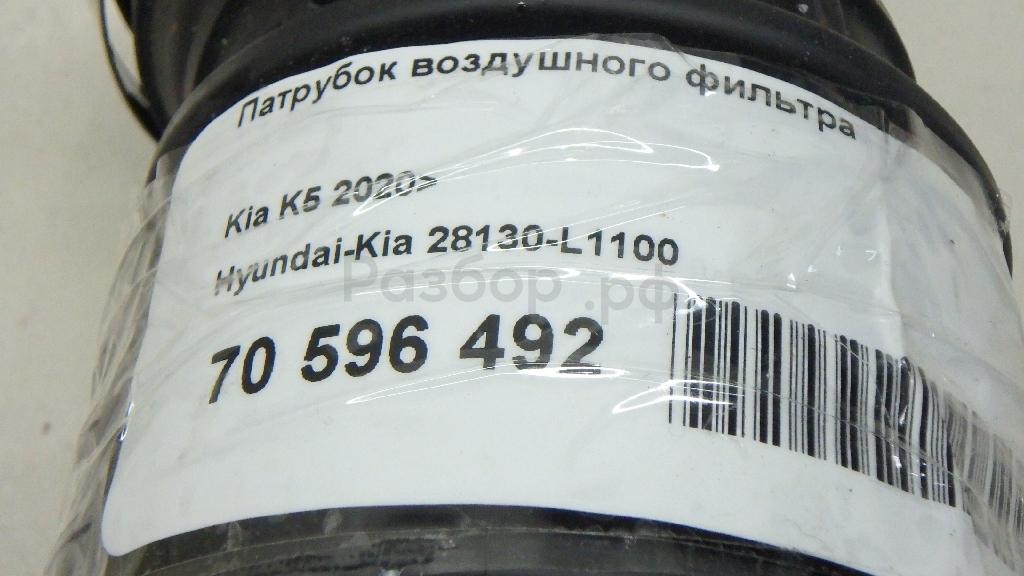 Патрубок воздушного фильтра
Kia K5 2020>
Hyundai-Kia 28130-L1100
Разбор.рф
70 596 492